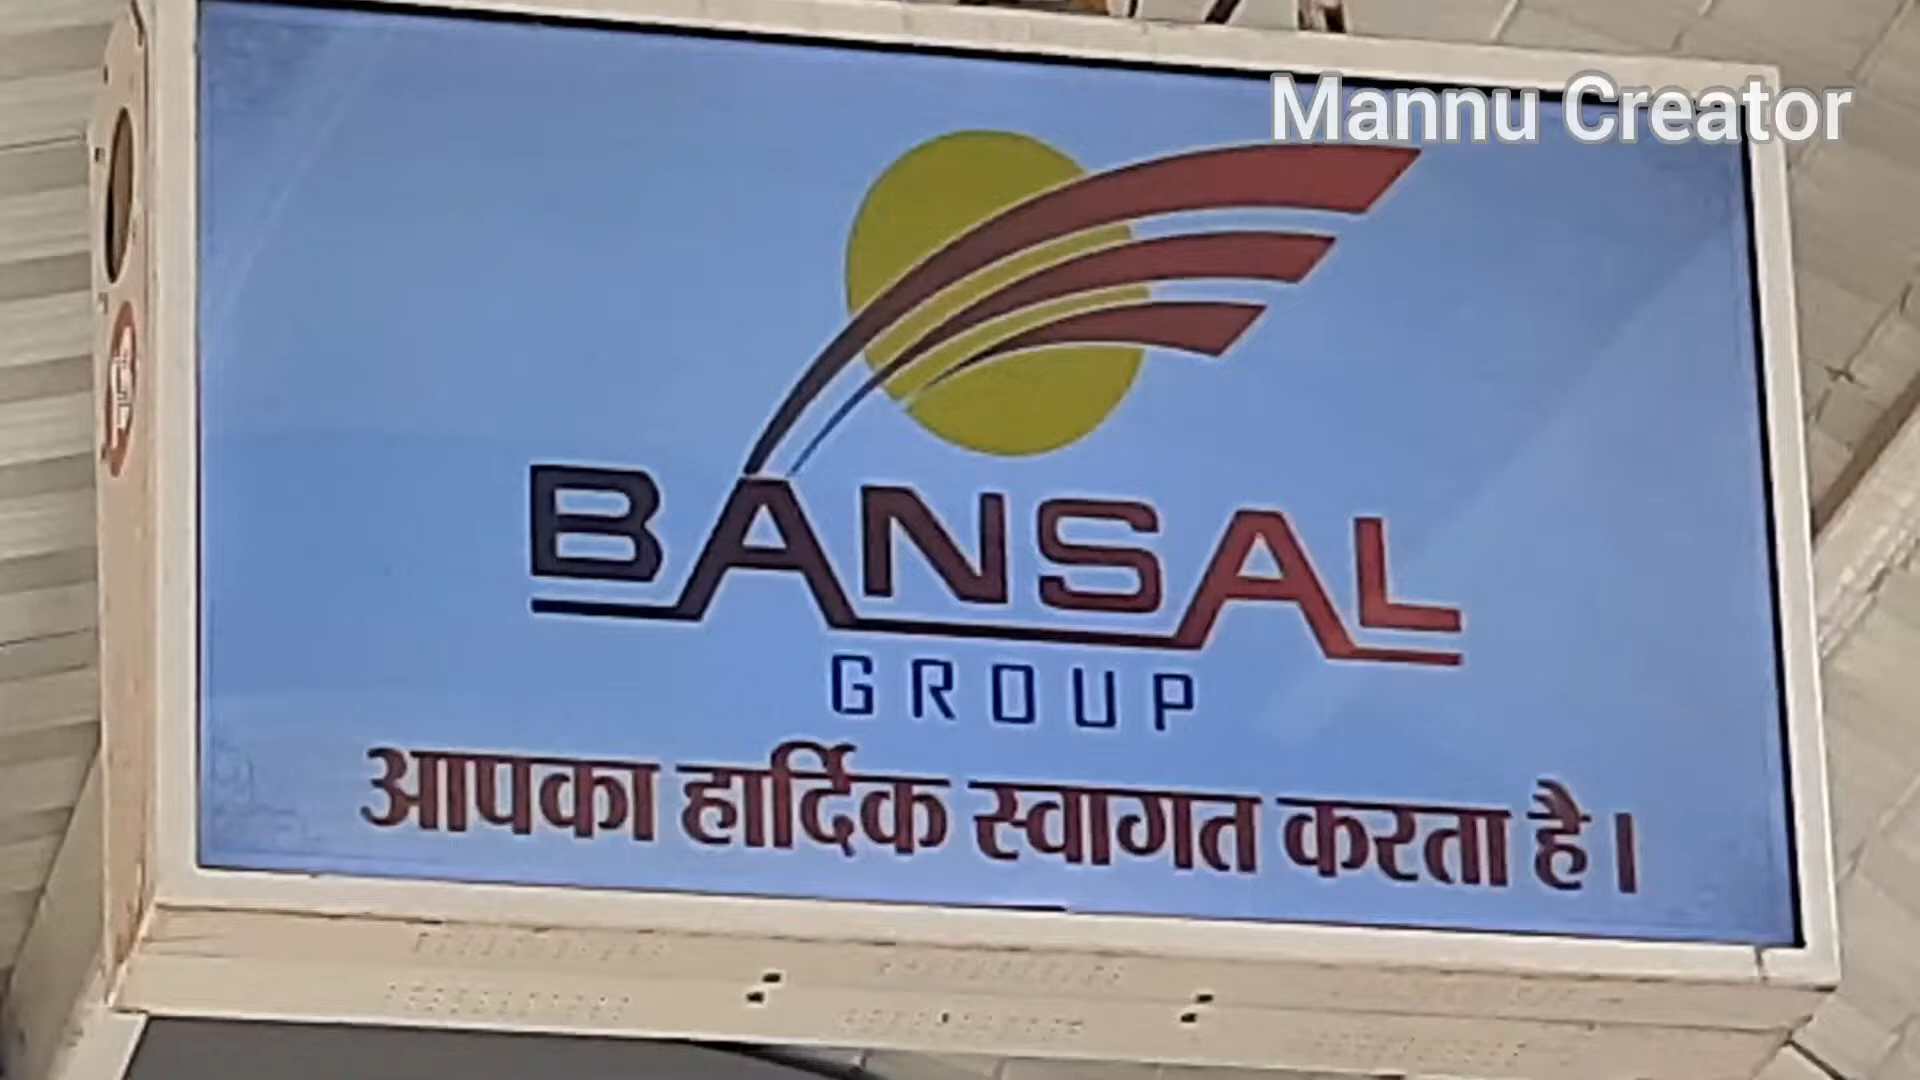 Mannu Creator
BANSAL
GROUP
आपका हार्दिक स्वागत करता है।